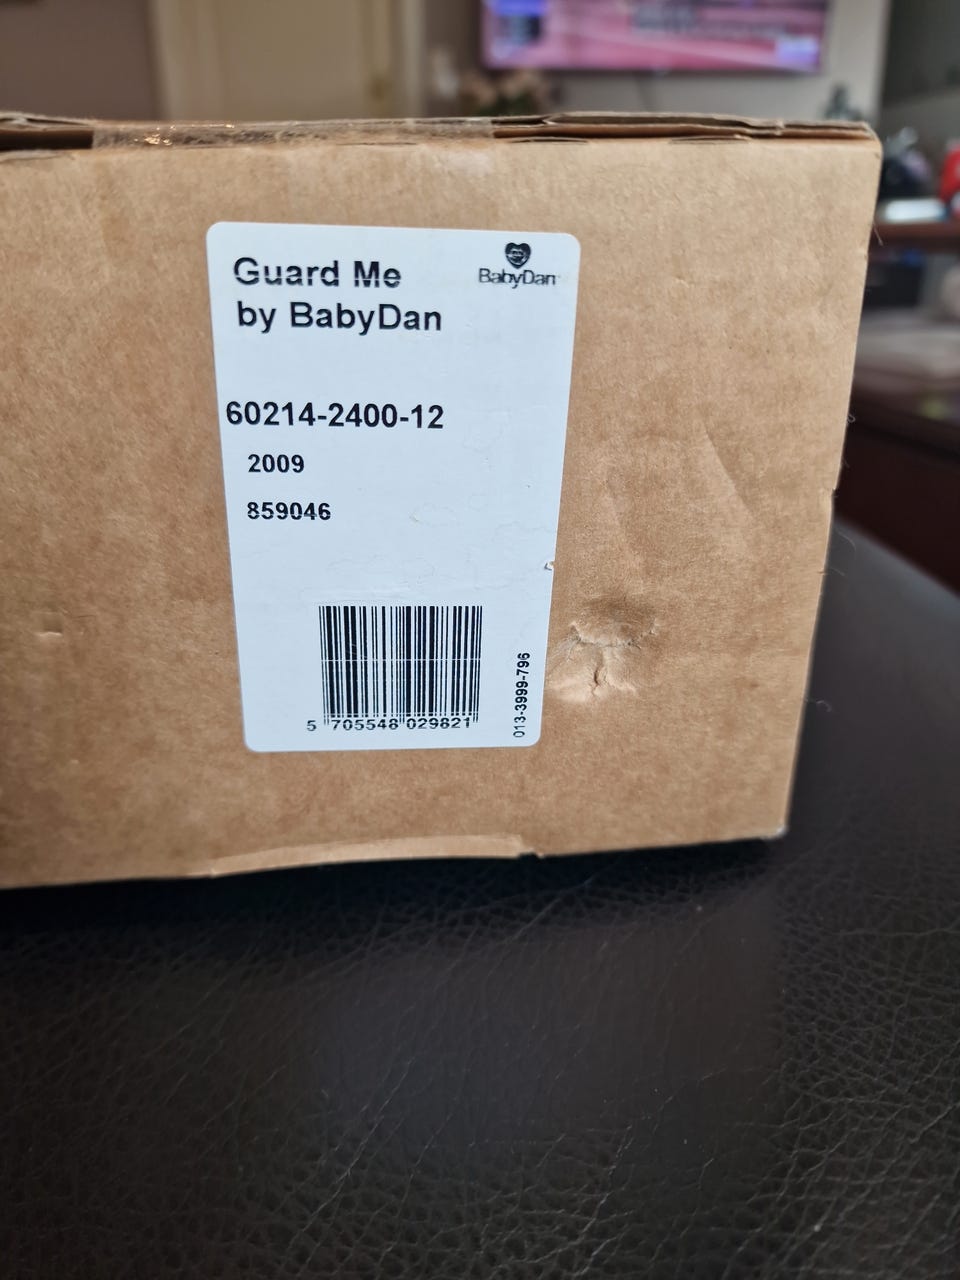 Guard Me
by BabyDan
BabyDan
60214-2400-12
2009
859046
5 705548 029821
013-3999-796